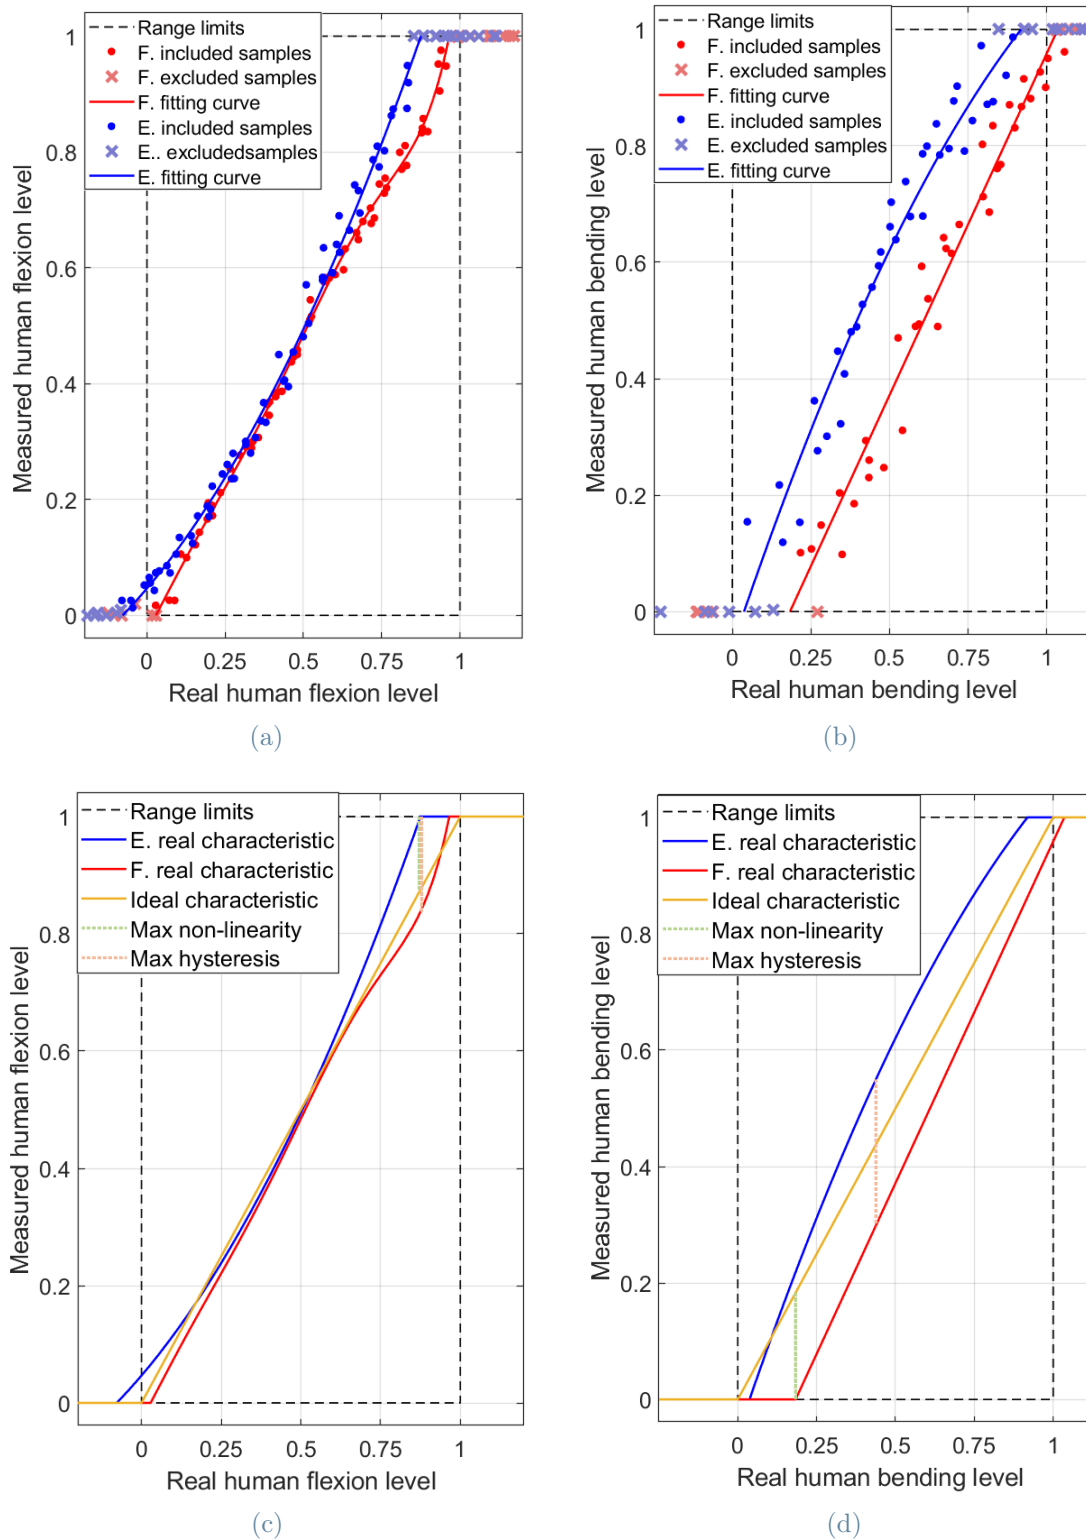 Range limits
F. included samples
F. excluded samples
F. fitting curve
E. included samples
E.. excludedsamples
E. fitting curve
1
0.8
0.6
0.4
0.2
0
0
0.25
0.5
0.75
1
Measured human flexion level
Real human flexion level
(a)
Range limits
F. included samples
F. excluded samples
F. fitting curve
E. included samples
E. excluded samples
E. fitting curve
1
0.8
0.6
0.4
0.2
0
0
0.25
0.5
0.75
1
Measured human bending level
Real human bending level
(b)
Range limits
E. real characteristic
F. real characteristic
Ideal characteristic
Max non-linearity
Max hysteresis
1
0.8
0.6
0.4
0.2
0
0
0.25
0.5
0.75
1
Measured human flexion level
Real human flexion level
(c)
Range limits
E. real characteristic
F. real characteristic
Ideal characteristic
Max non-linearity
Max hysteresis
1
0.8
0.6
0.4
0.2
0
0
0.25
0.5
0.75
1
Measured human bending level
Real human bending level
(d)